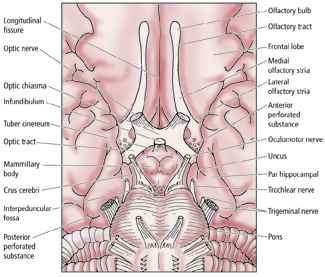 Longitudinal
fissure
Optic nerve
Optic chiasma
Infundibulum
Tuber cinereum
Optic tract
Mammillary
body
Crus cerebri
Interpeduncular
fossa
Posterior
perforated
substance
Olfactory bulb
Olfactory tract
Frontal lobe
Medial
olfactory stria
Lateral
olfactory stria
Anterior
perforated
substance
Oculomotor nerve
Uncus
Par hippocampal
Trochlear nerve
Trigeminal nerve
Pons